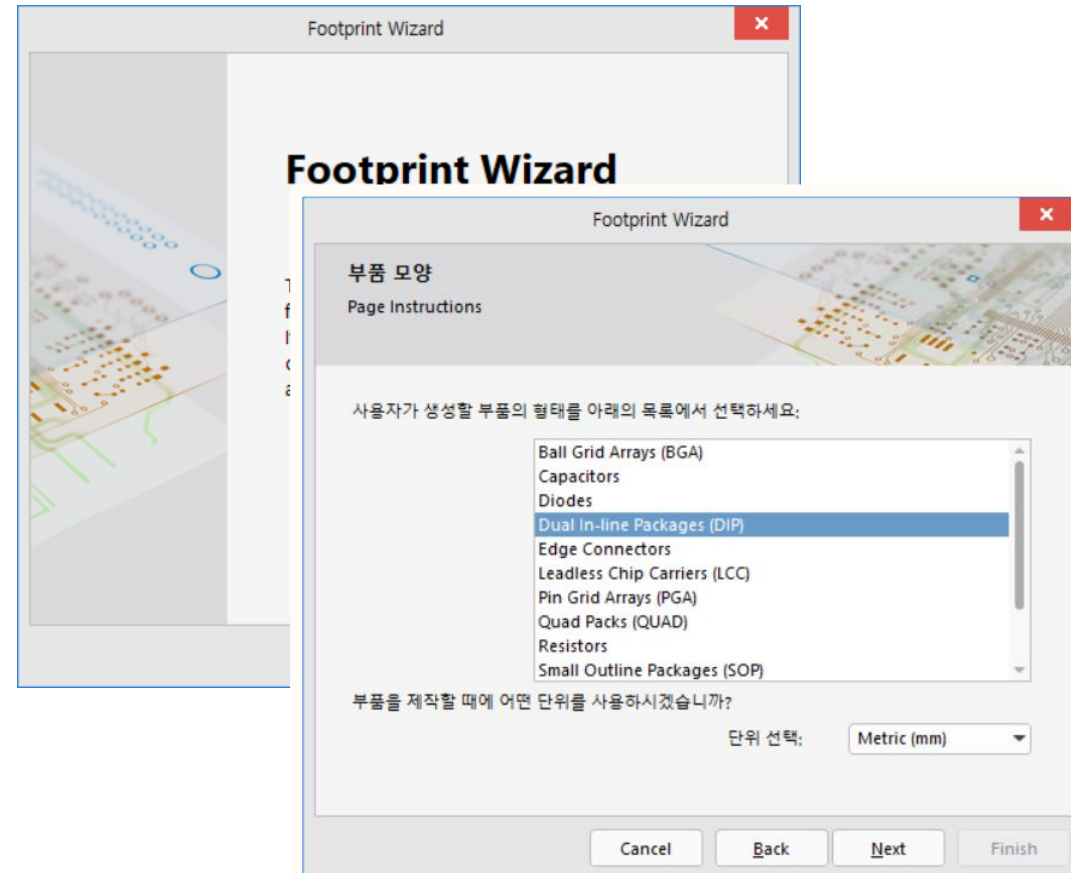 Footprint Wizard
Footprint Wizard
Footprint Wizard
부품 모양
Page Instructions
사용자가 생성할 부품의 형태를 아래의 목록에서 선택하세요:
Ball Grid Arrays (BGA)
Capacitors
Diodes
Dual In-line Packages (DIP)
Edge Connectors
Leadless Chip Carriers (LCC)
Pin Grid Arrays (PGA)
Quad Packs (QUAD)
Resistors
Small Outline Packages (SOP)
부품을 제작할 때에 어떤 단위를 사용하시겠습니까?
단위 선택: Metric (mm)
Cancel Back Next Finish